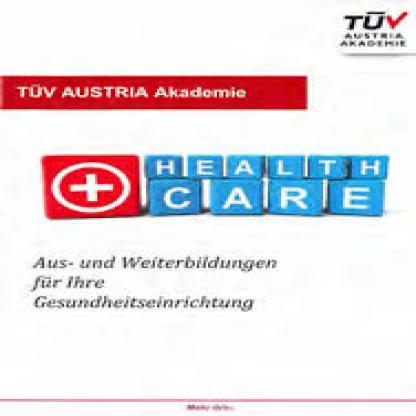 TÜV
AUSTRIA
AKADEMIE
TÜV AUSTRIA Akademie
HEALTH
CARE
Aus- und Weiterbildungen
für Ihre
Gesundheitseinrichtung